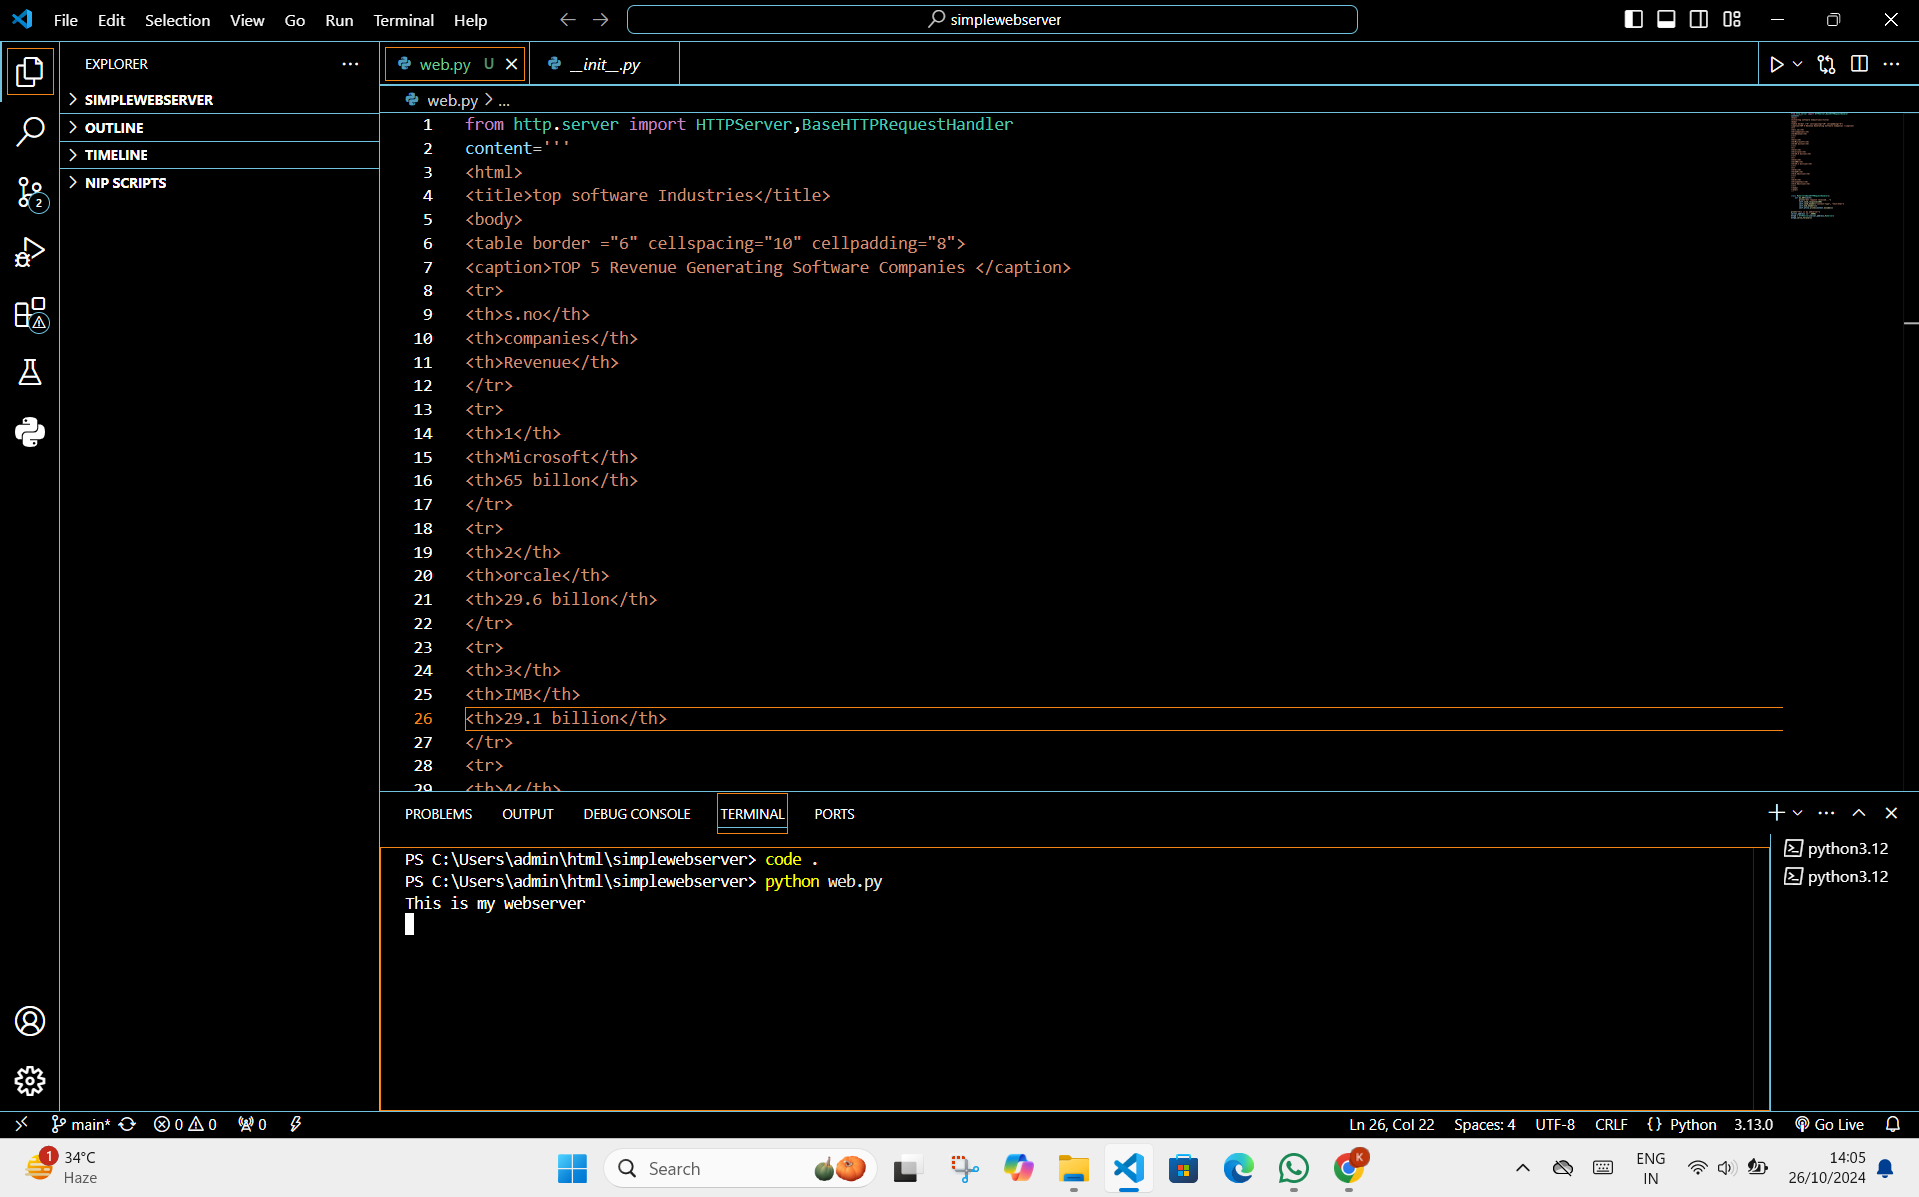 File Edit Selection View Go Run Terminal Help
simplewebserver
EXPLORER
SIMPLEWEBSERVER
OUTLINE
TIMELINE
NIP SCRIPTS
2
web.py U
__init__.py
web.py > ...
1 from http.server import HTTPServer,BaseHTTPRequestHandler
2 content='''
3 <html>
4 <title>top software Industries</title>
5 <body>
6 <table border ="6" cellspacing="10" cellpadding="8">
7 <caption>TOP 5 Revenue Generating Software Companies </caption>
8 <tr>
9 <th>s.no</th>
10 <th>companies</th>
11 <th>Revenue</th>
12 </tr>
13 <tr>
14 <th>1</th>
15 <th>Microsoft</th>
16 <th>65 billon</th>
17 </tr>
18 <tr>
19 <th>2</th>
20 <th>orcale</th>
21 <th>29.6 billon</th>
22 </tr>
23 <tr>
24 <th>3</th>
25 <th>IMB</th>
26 <th>29.1 billion</th>
27 </tr>
28 <tr>
29 <th>4</th>
PROBLEMS OUTPUT DEBUG CONSOLE TERMINAL PORTS
PS C:\Users\admin\html\simplewebserver> code .
PS C:\Users\admin\html\simplewebserver> python web.py
This is my webserver
python3.12
python3.12
main* 0 0 0
Ln 26, Col 22 Spaces: 4 UTF-8 CRLF {} Python 3.13.0 Go Live
1
34°C
Haze
Search
K
ENG
IN
14:05
26/10/2024